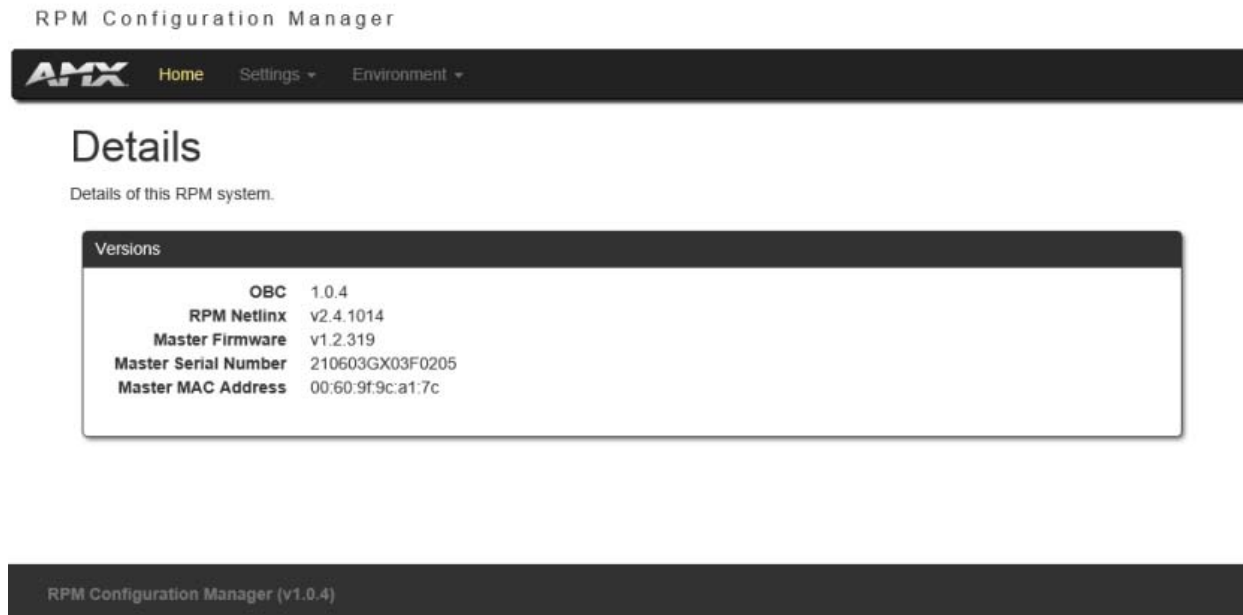 RPM Configuration Manager
AMX Home Settings Environment
Details
Details of this RPM system.
Versions
OBC 1.0.4
RPM Netlinx v2.4.1014
Master Firmware v1.2.319
Master Serial Number 210603GX03F0205
Master MAC Address 00:60:9f:9c:a1:7c
RPM Configuration Manager (v1.0.4)